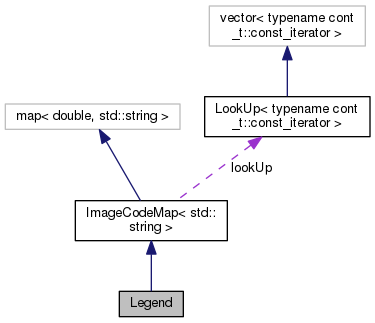 vector< typename cont
_t::const_iterator >
map< double, std::string >
LookUp< typename cont
_t::const_iterator >
lookUp
ImageCodeMap< std::
string >
Legend